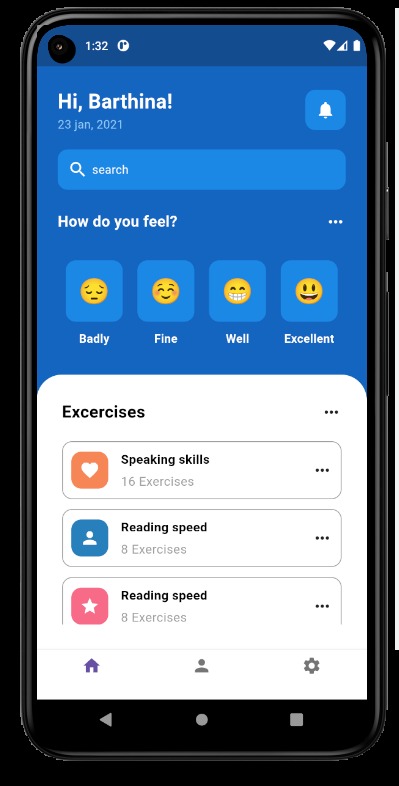 1:32
Hi, Barthina!
23 jan, 2021
search
How do you feel?
Badly Fine Well Excellent
Excercises
Speaking skills
16 Exercises
Reading speed
8 Exercises
Reading speed
8 Exercises